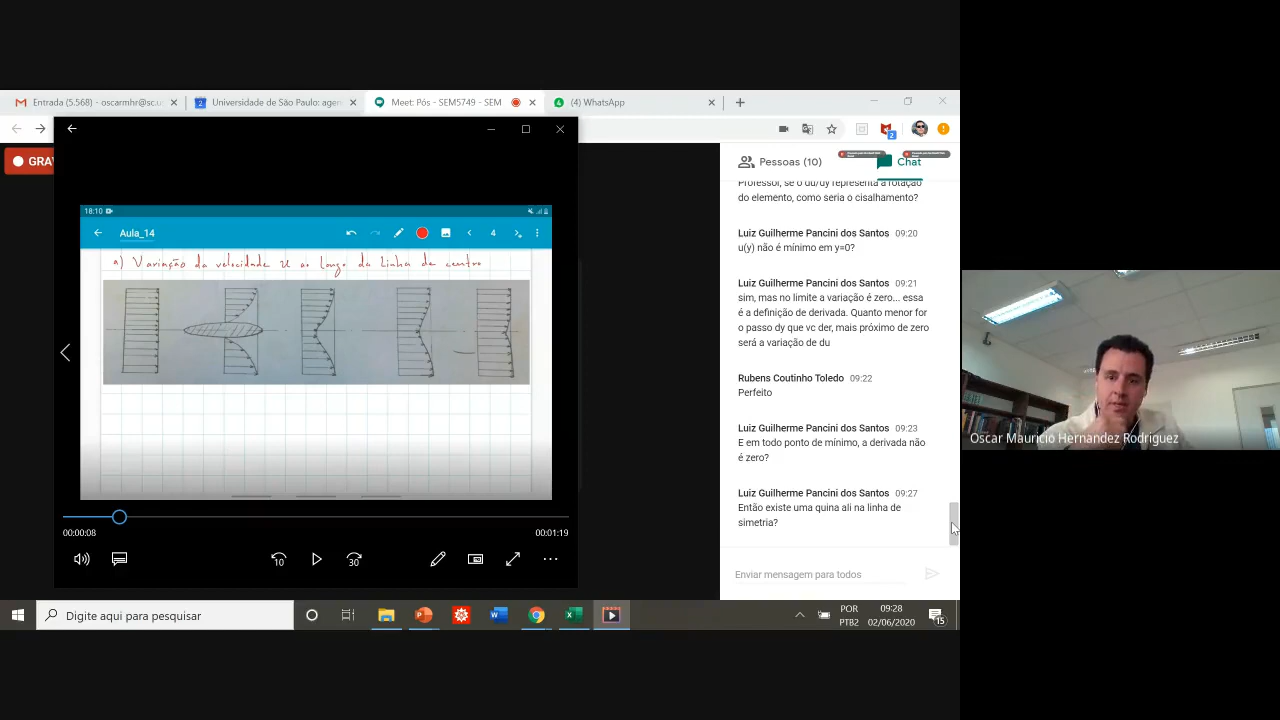 Entrada (5.568) - oscarmhr@sc.u
Universidade de São Paulo: agen
Meet: Pós - SEM5749 - SEM
(4) WhatsApp
GRAV
Pessoas (10)
Chat
18:10
Aula_14
4
a) Variação da velocidade u ao longo da linha de centro
Professor, se o du/dy representa a rotação
do elemento, como seria o cisalhamento?
Luiz Guilherme Pancini dos Santos 09:20
u(y) não é mínimo em y=0?
Luiz Guilherme Pancini dos Santos 09:21
sim, mas no limite a variação é zero... essa
é a definição de derivada. Quanto menor for
o passo dy que vc der, mais próximo de zero
será a variação de du
Rubens Coutinho Toledo 09:22
Perfeito
Luiz Guilherme Pancini dos Santos 09:23
E em todo ponto de mínimo, a derivada não
é zero?
Luiz Guilherme Pancini dos Santos 09:27
Então existe uma quina ali na linha de
simetria?
Enviar mensagem para todos
00:00:08
00:01:19
10
30
Oscar Mauricio Hernandez Rodriguez
Digite aqui para pesquisar
POR
PTB2
09:28
02/06/2020
15